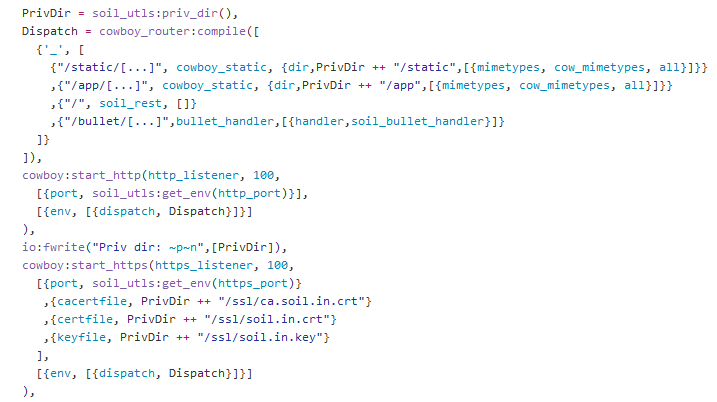 PrivDir = soil_utls:priv_dir(),
Dispatch = cowboy_router:compile([
  {'_', [
    {"/static/[...]", cowboy_static, {dir,PrivDir ++ "/static",[{mimetypes, cow_mimetypes, all}]}}
    ,{"/app/[...]", cowboy_static, {dir,PrivDir ++ "/app",[{mimetypes, cow_mimetypes, all}]}}
    ,{"/", soil_rest, []}
    ,{"/bullet/[...]",bullet_handler,[{handler,soil_bullet_handler}]}
  ]}
]),
cowboy:start_http(http_listener, 100,
  [{port, soil_utls:get_env(http_port)}],
  [{env, [{dispatch, Dispatch}]}]
),
io:fwrite("Priv dir: ~p~n",[PrivDir]),
cowboy:start_https(https_listener, 100,
  [{port, soil_utls:get_env(https_port)}
   ,{cacertfile, PrivDir ++ "/ssl/ca.soil.in.crt"}
   ,{certfile, PrivDir ++ "/ssl/soil.in.crt"}
   ,{keyfile, PrivDir ++ "/ssl/soil.in.key"}
  ],
  [{env, [{dispatch, Dispatch}]}]
),